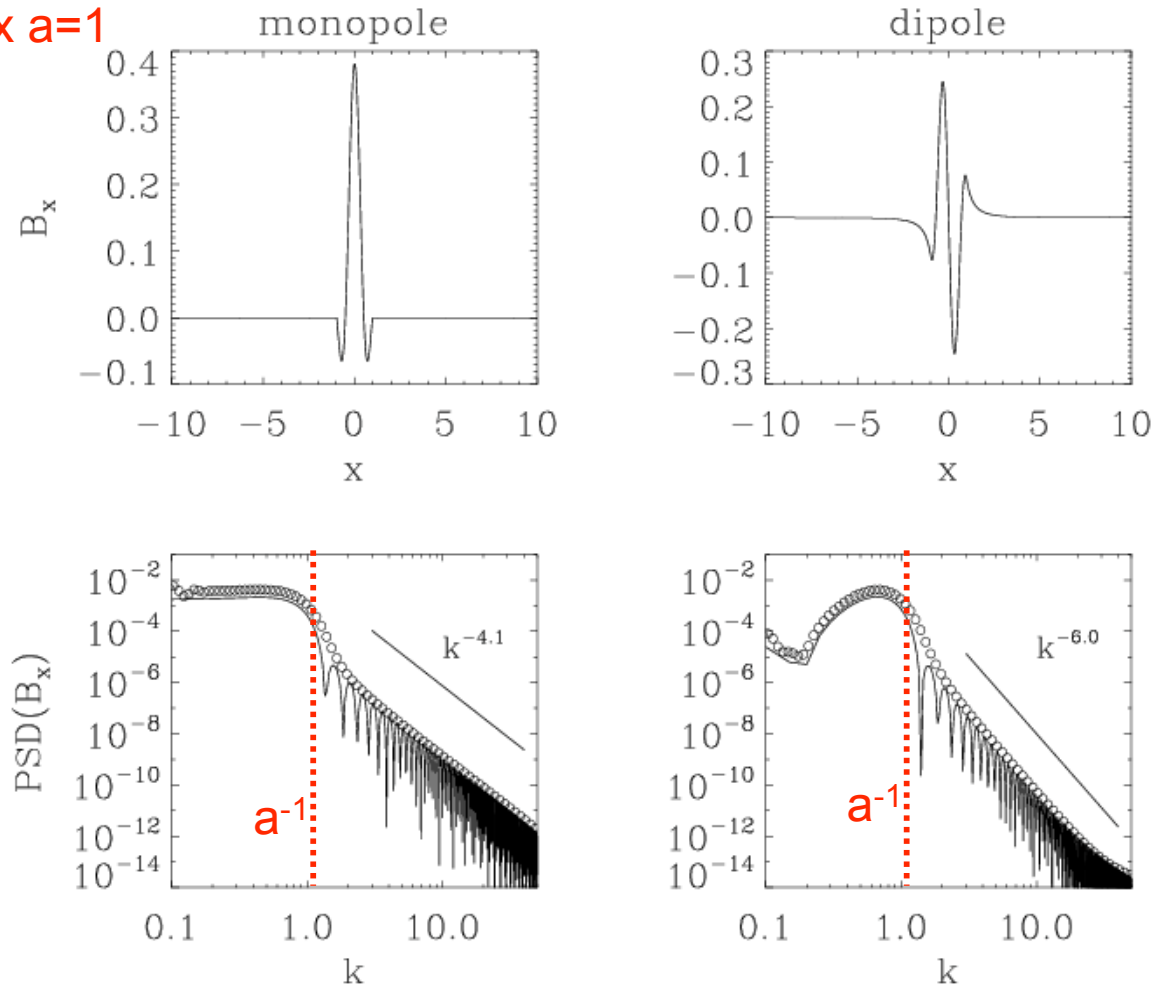 x a=1
monopole
dipole
B_x
0.4
0.3
0.2
0.1
0.0
−0.1
−10 −5 0 5 10
x
0.3
0.2
0.1
0.0
−0.1
−0.2
−0.3
−10 −5 0 5 10
x
PSD(B_x)
10^-2
10^-4
10^-6
10^-8
10^-10
10^-12
10^-14
k^-4.1
a^-1
0.1 1.0 10.0
k
10^-2
10^-4
10^-6
10^-8
10^-10
10^-12
10^-14
k^-6.0
a^-1
0.1 1.0 10.0
k